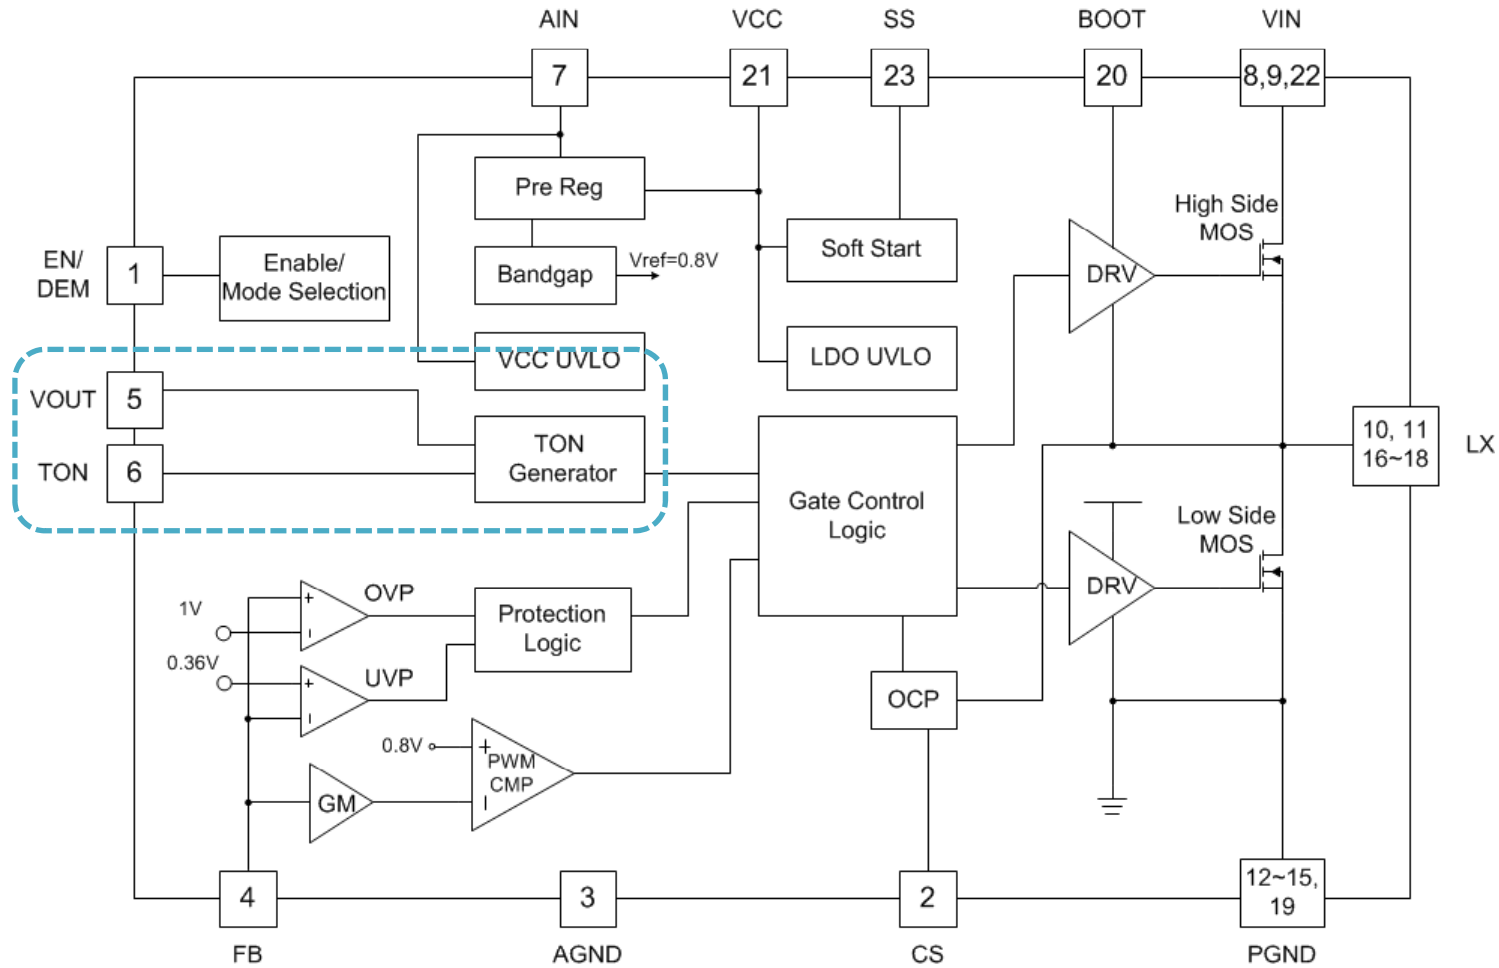 AIN
VCC
SS
BOOT
VIN
7
21
23
20
8,9,22
Pre Reg
High Side
MOS
Soft Start
EN/
DEM
1
Enable/
Mode Selection
Bandgap
Vref=0.8V
DRV
VCC UVLO
LDO UVLO
VOUT
5
TON
Generator
10, 11
16~18
LX
TON
6
Gate Control
Logic
Low Side
MOS
1V
+
OVP
Protection
Logic
DRV
0.36V
+
UVP
OCP
0.8V
+
PWM
CMP
GM
4
3
2
12~15,
19
FB
AGND
CS
PGND